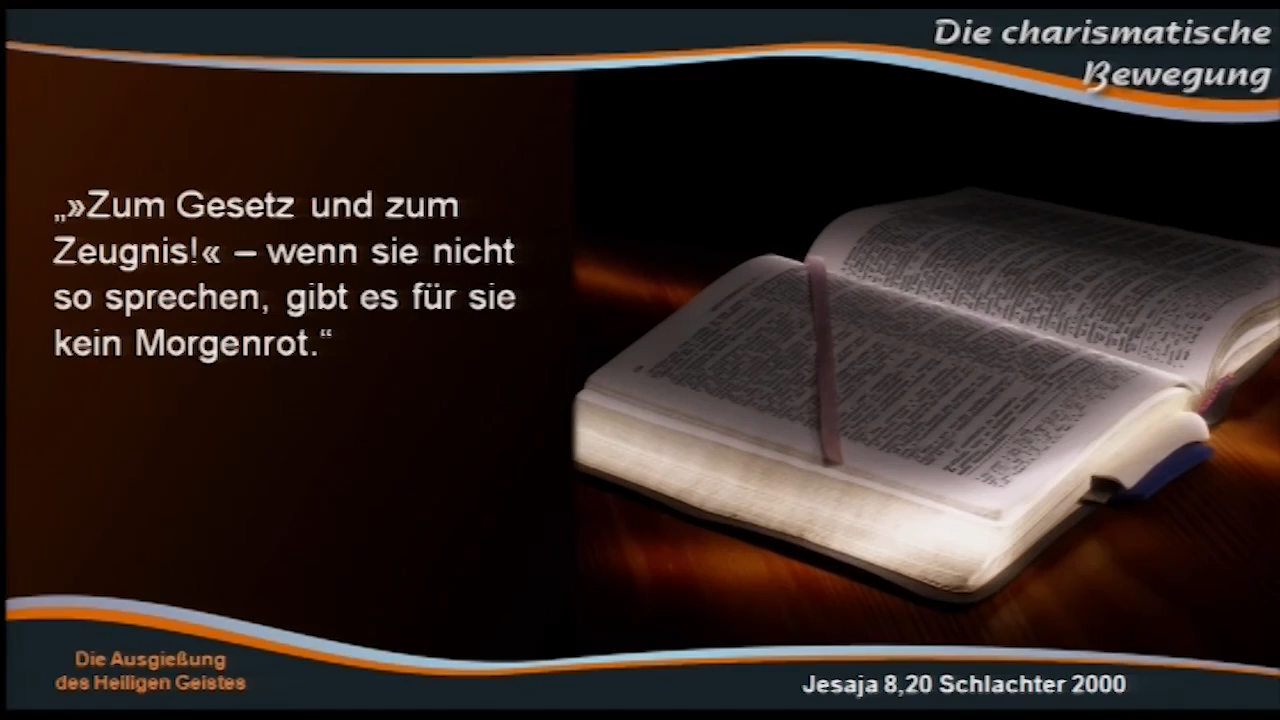 Die charismatische
Bewegung
„»Zum Gesetz und zum
Zeugnis!« – wenn sie nicht
so sprechen, gibt es für sie
kein Morgenrot.“
Die Ausgießung
des Heiligen Geistes
Jesaja 8,20 Schlachter 2000